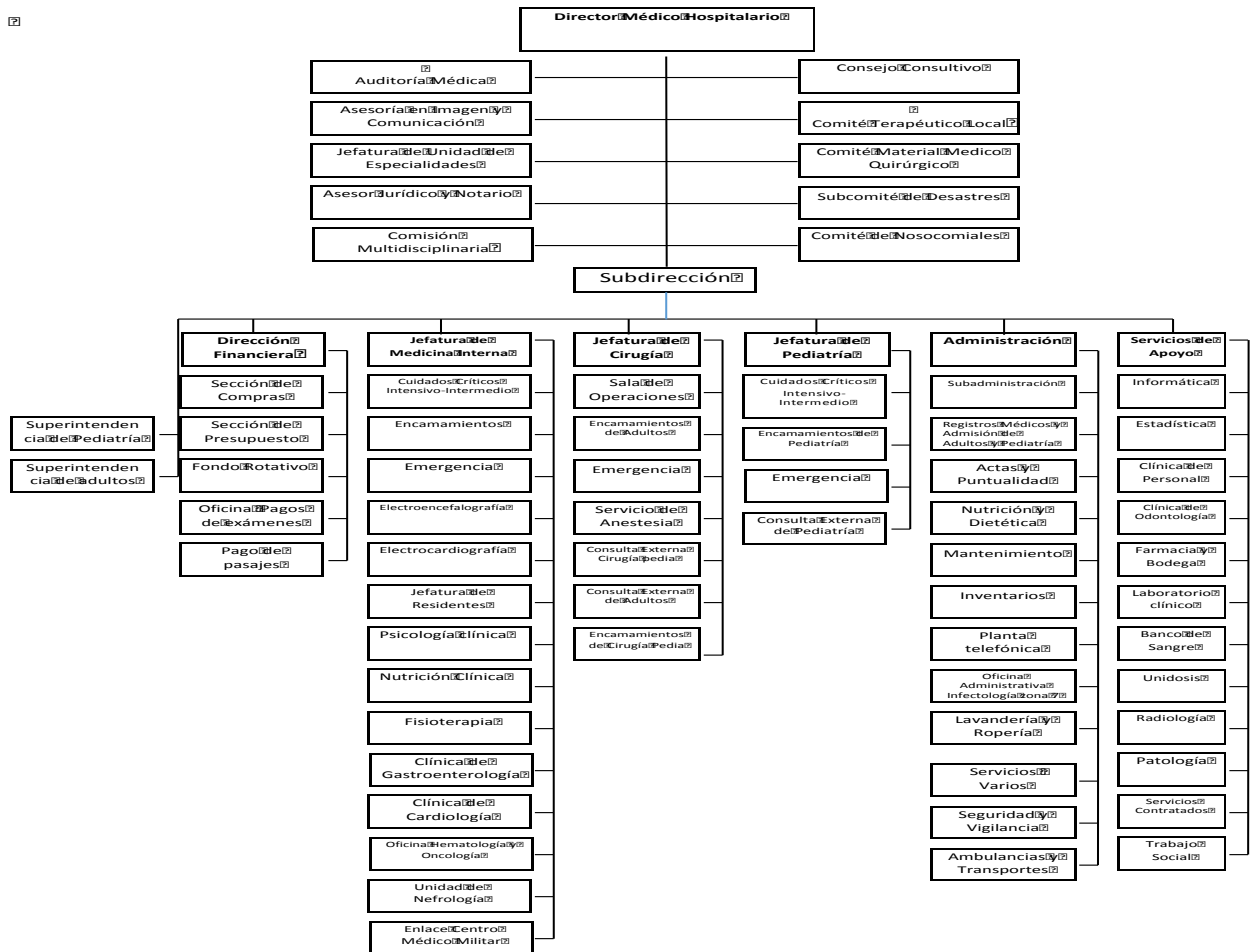 Director Médico Hospitalario
Auditoría Médica
Consejo Consultivo
Asesoría en Imagen y
Comunicación
Comité Terapéutico Local
Jefatura de Unidad de
Especialidades
Comité Material Medico
Quirúrgico
Asesor Jurídico y Notario
Subcomité de Desastres
Comisión
Multidisciplinaria
Comité de Nosocomiales
Subdirección
Superintenden
cia de Pediatría
Superintenden
cia de adultos
Dirección
Financiera
Sección de
Compras
Sección de
Presupuesto
Fondo Rotativo
Oficina Pagos
de exámenes
Pago de
pasajes
Jefatura de
Medicina Interna
Cuidados Críticos
Intensivo-Intermedio
Encamamientos
Emergencia
Electroencefalografía
Electrocardiografía
Jefatura de
Residentes
Psicología clínica
Nutrición Clínica
Fisioterapia
Clínica de
Gastroenterología
Clínica de
Cardiología
Oficina Hematología y
Oncología
Unidad de
Nefrología
Enlace Centro
Médico Militar
Jefatura de
Cirugía
Sala de
Operaciones
Encamamientos
de Adultos
Emergencia
Servicio de
Anestesia
Consulta Externa
Cirugía pedia
Consulta Externa
de Adultos
Encamamientos
de Cirugía Pedia
Jefatura de
Pediatría
Cuidados Críticos
Intensivo-
Intermedio
Encamamientos de
Pediatría
Emergencia
Consulta Externa
de Pediatría
Administración
Subadministración
Registros Médicos y
Admisión de
Adultos y Pediatría
Actas y
Puntualidad
Nutrición y
Dietética
Mantenimiento
Inventarios
Planta
telefónica
Oficina
Administrativa
Infectología zona 7
Lavandería y
Ropería
Servicios
Varios
Seguridad y
Vigilancia
Ambulancias y
Transportes
Servicios de
Apoyo
Informática
Estadística
Clínica de
Personal
Clínica de
Odontología
Farmacia y
Bodega
Laboratorio
clínico
Banco de
Sangre
Unidosis
Radiología
Patología
Servicios
Contratados
Trabajo
Social